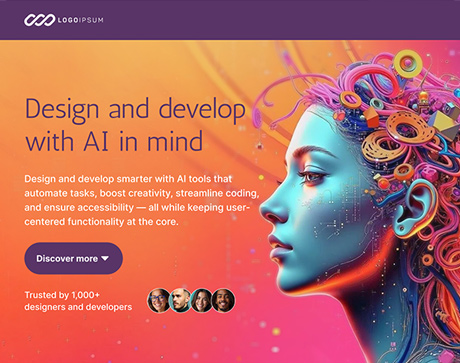 LOGOIPSUM
Design and develop
with AI in mind
Design and develop smarter with AI tools that
automate tasks, boost creativity, streamline coding,
and ensure accessibility — all while keeping user-
centered functionality at the core.
Discover more
Trusted by 1,000+
designers and developers